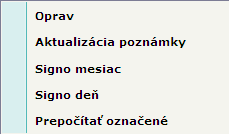 Oprav
Aktualizácia poznámky
Signo mesiac
Signo deň
Prepočítať označené